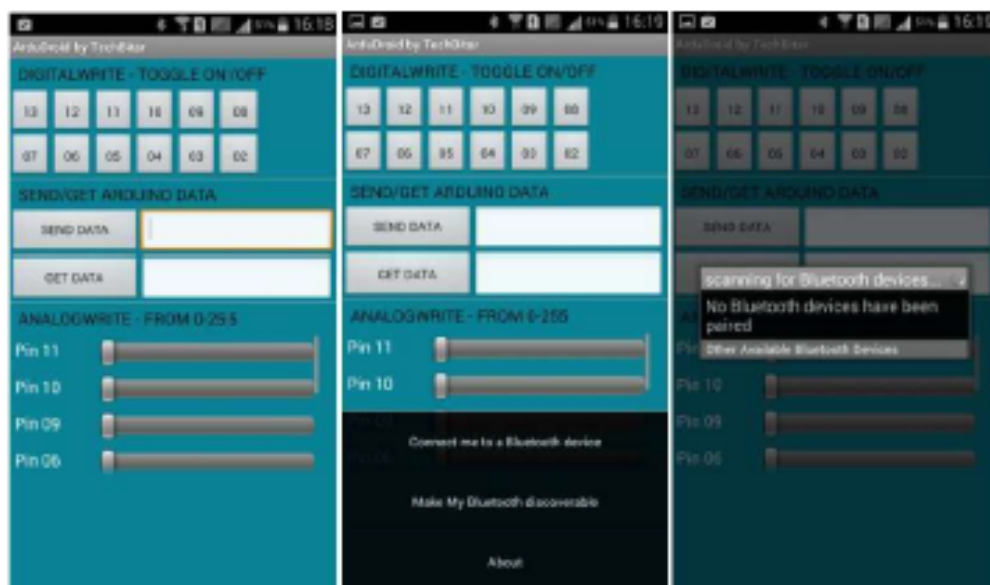 16:18
ArduDroid by TechBitar
DIGITALWRITE - TOGGLE ON/OFF
13 12 11 10 09 08
07 06 05 04 03 02
SEND/GET ARDUINO DATA
SEND DATA
GET DATA
ANALOGWRITE - FROM 0-255
Pin 11
Pin 10
Pin 09
Pin 06
16:19
ArduDroid by TechBitar
DIGITALWRITE - TOGGLE ON/OFF
13 12 11 10 09 08
07 06 05 04 03 02
SEND/GET ARDUINO DATA
SEND DATA
GET DATA
ANALOGWRITE - FROM 0-255
Pin 11
Pin 10
Connect me to a Bluetooth device
Make My Bluetooth discoverable
About
16:19
ArduDroid by TechBitar
DIGITALWRITE - TOGGLE ON/OFF
13 12 11 10 09 08
07 06 05 04 03 02
SEND/GET ARDUINO DATA
SEND DATA
scanning for Bluetooth devices...
No Bluetooth devices have been
paired
Other Available Bluetooth Devices
Pin 10
Pin 09
Pin 06